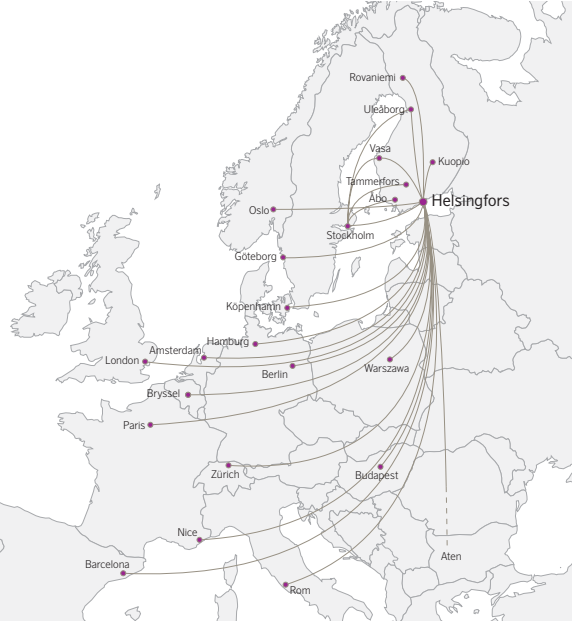 Rovaniemi
Uleåborg
Vasa
Kuopio
Tammerfors
Åbo
Helsingfors
Oslo
Stockholm
Göteborg
Köpenhamn
Hamburg
Amsterdam
London
Berlin
Warszawa
Bryssel
Paris
Zürich
Budapest
Nice
Aten
Barcelona
Rom